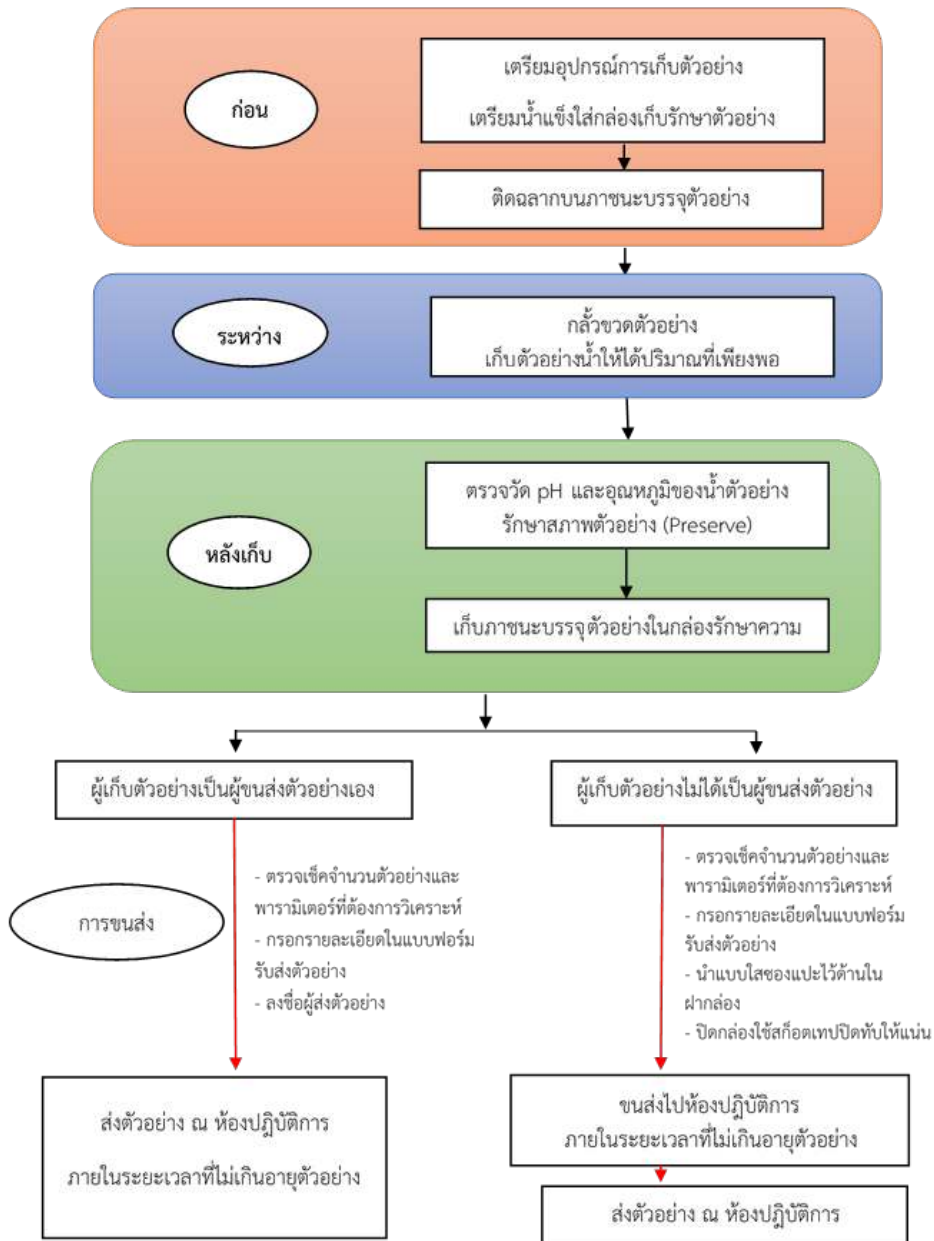 ก่อน
เตรียมอุปกรณ์การเก็บตัวอย่าง
เตรียมน้ำแข็งใส่กล่องเก็บรักษาตัวอย่าง
ติดฉลากบนภาชนะบรรจุตัวอย่าง
ระหว่าง
กลั้วขวดตัวอย่าง
เก็บตัวอย่างน้ำให้ได้ปริมาณที่เพียงพอ
หลังเก็บ
ตรวจวัด pH และอุณหภูมิของน้ำตัวอย่าง
รักษาสภาพตัวอย่าง (Preserve)
เก็บภาชนะบรรจุตัวอย่างในกล่องรักษาความ
ผู้เก็บตัวอย่างเป็นผู้ขนส่งตัวอย่างเอง
ผู้เก็บตัวอย่างไม่ได้เป็นผู้ขนส่งตัวอย่าง
การขนส่ง
- ตรวจเช็คจำนวนตัวอย่างและ
พารามิเตอร์ที่ต้องการวิเคราะห์
- กรอกรายละเอียดในแบบฟอร์ม
รับส่งตัวอย่าง
- ลงชื่อผู้ส่งตัวอย่าง
- ตรวจเช็คจำนวนตัวอย่างและ
พารามิเตอร์ที่ต้องการวิเคราะห์
- กรอกรายละเอียดในแบบฟอร์ม
รับส่งตัวอย่าง
- นำแบบใสซองแปะไว้ด้านใน
ฝากล่อง
- ปิดกล่องใช้สก็อตเทปปิดทับให้แน่น
ส่งตัวอย่าง ณ ห้องปฏิบัติการ
ภายในระยะเวลาที่ไม่เกินอายุตัวอย่าง
ขนส่งไปห้องปฏิบัติการ
ภายในระยะเวลาที่ไม่เกินอายุตัวอย่าง
ส่งตัวอย่าง ณ ห้องปฏิบัติการ